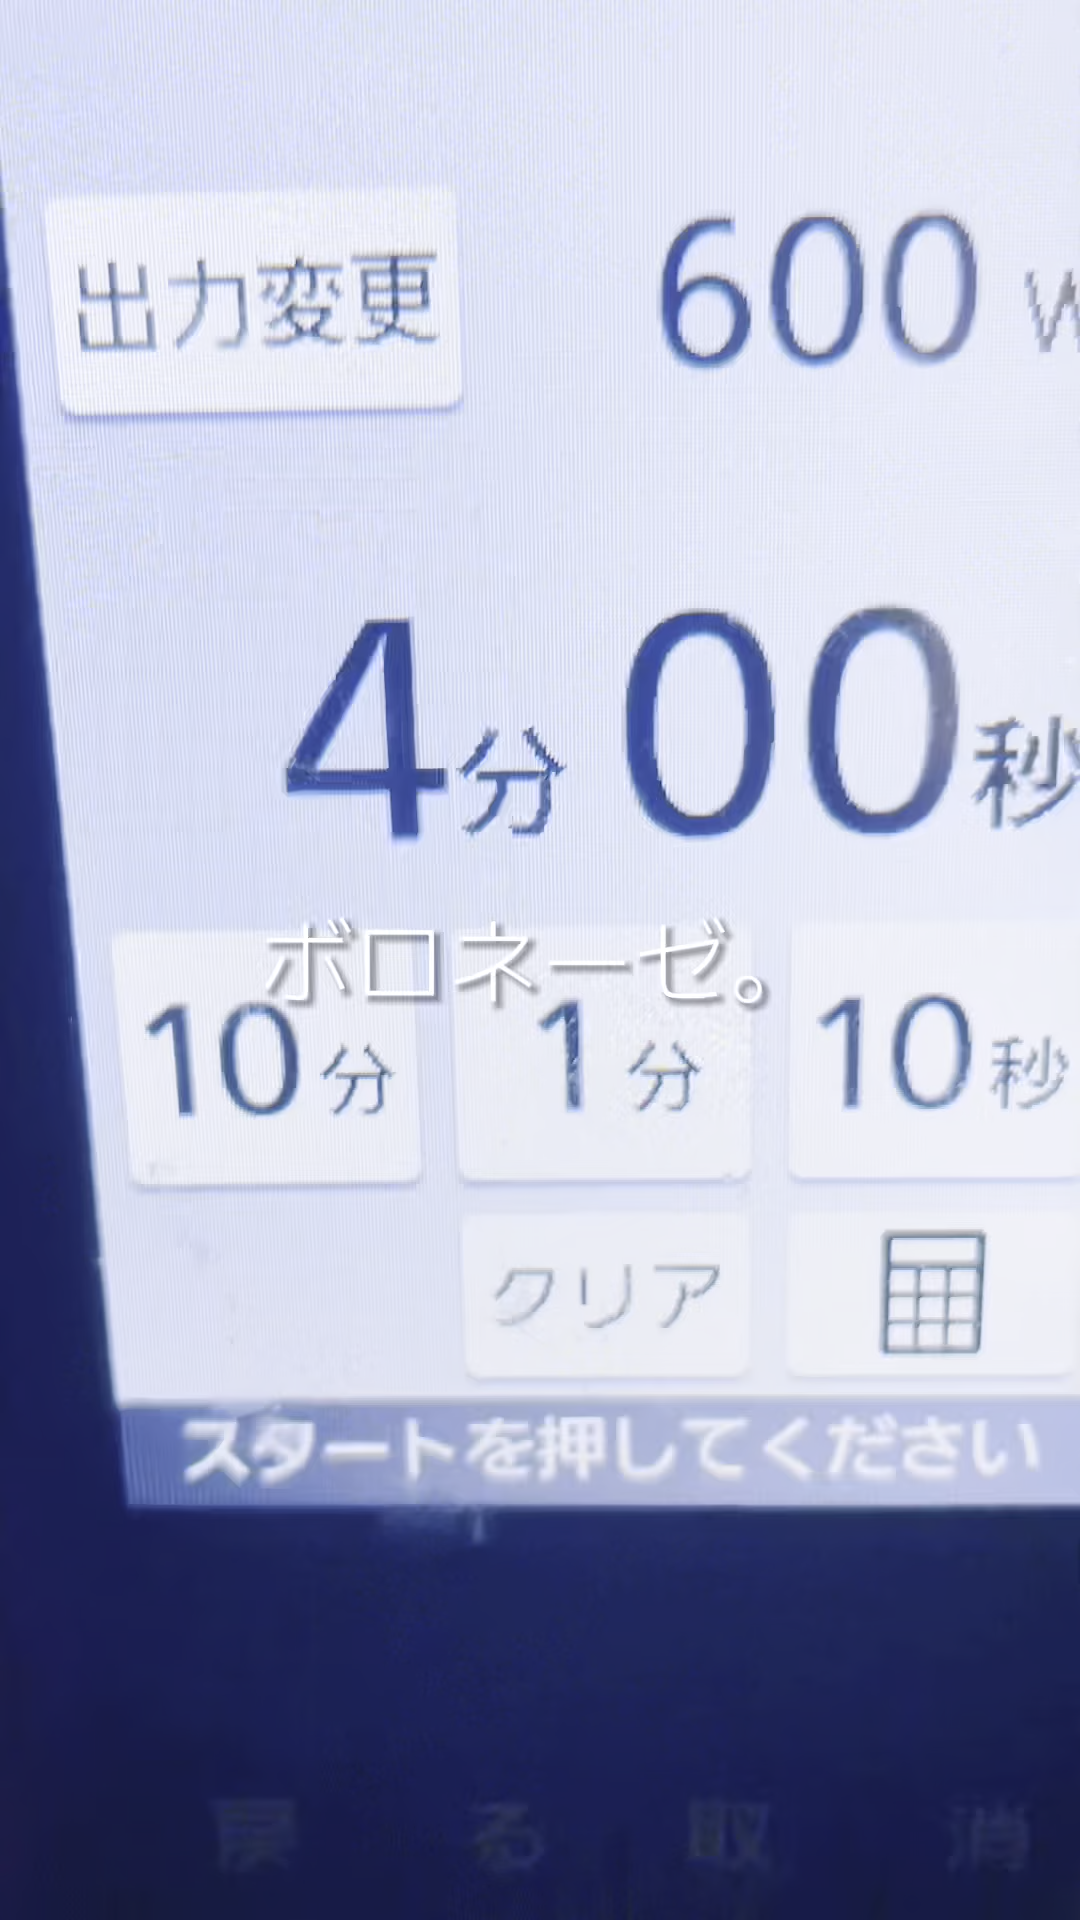 出力変更 600 W
4分 00秒
ボロネーゼ。
10分 1分 10秒
クリア
スタートを押してください
戻る 取消